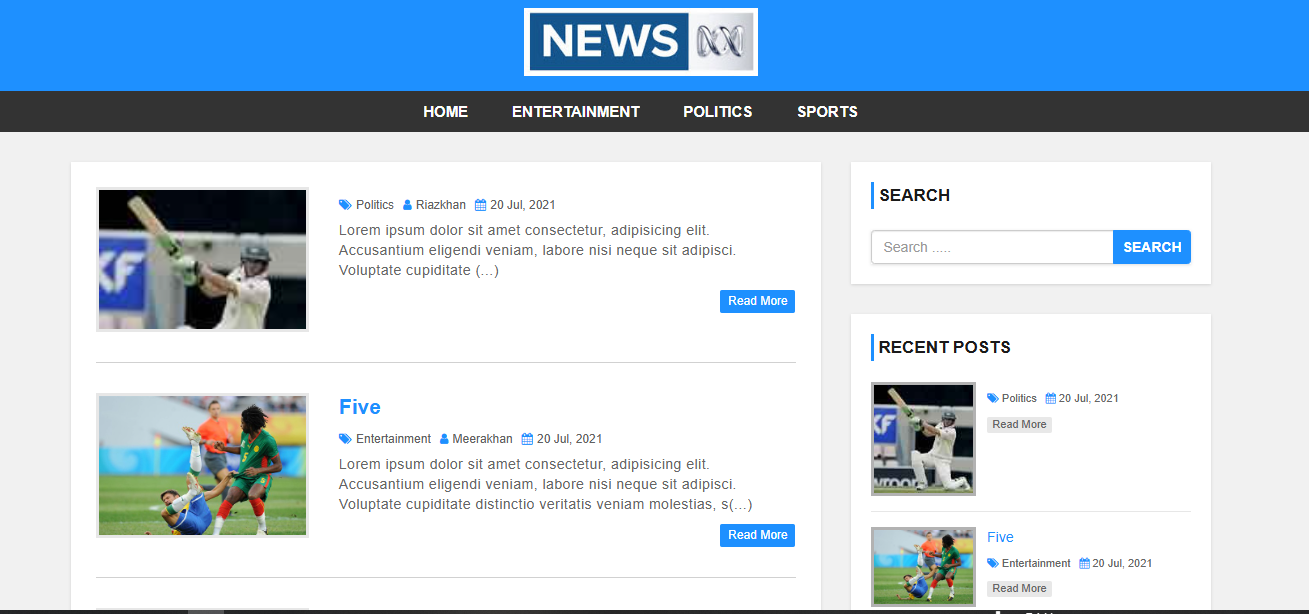 NEWS
HOME ENTERTAINMENT POLITICS SPORTS
Politics Riazkhan 20 Jul, 2021
Lorem ipsum dolor sit amet consectetur, adipisicing elit.
Accusantium eligendi veniam, labore nisi neque sit adipisci.
Voluptate cupiditate (...)
Read More
Five
Entertainment Meerakhan 20 Jul, 2021
Lorem ipsum dolor sit amet consectetur, adipisicing elit.
Accusantium eligendi veniam, labore nisi neque sit adipisci.
Voluptate cupiditate distinctio veritatis veniam molestias, s(...)
Read More
SEARCH
Search ..... SEARCH
RECENT POSTS
Politics 20 Jul, 2021
Read More
Five
Entertainment 20 Jul, 2021
Read More